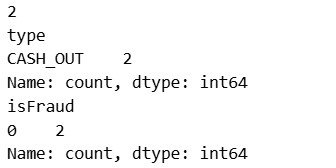 2
type
CASH_OUT    2
Name: count, dtype: int64
isFraud
0    2
Name: count, dtype: int64